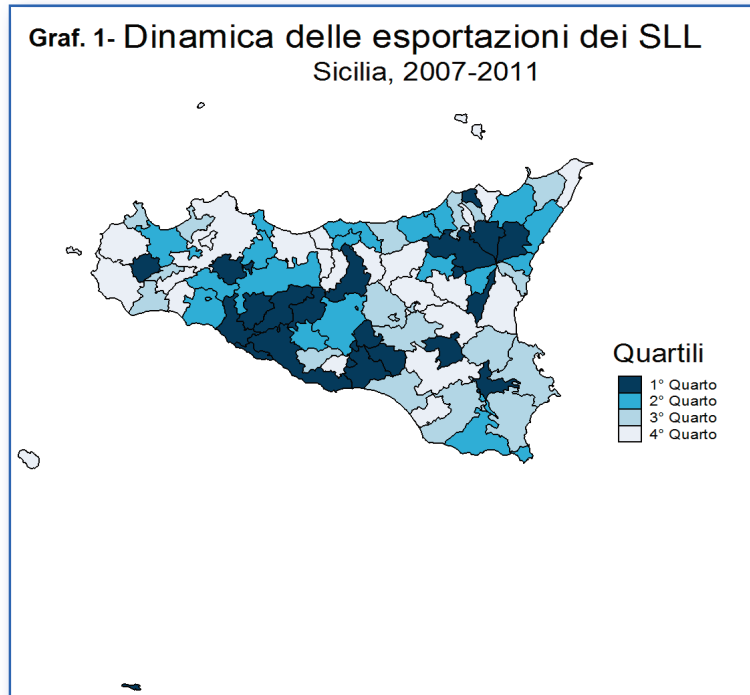 Graf. 1- Dinamica delle esportazioni dei SLL
Sicilia, 2007-2011
Quartili
1° Quarto
2° Quarto
3° Quarto
4° Quarto